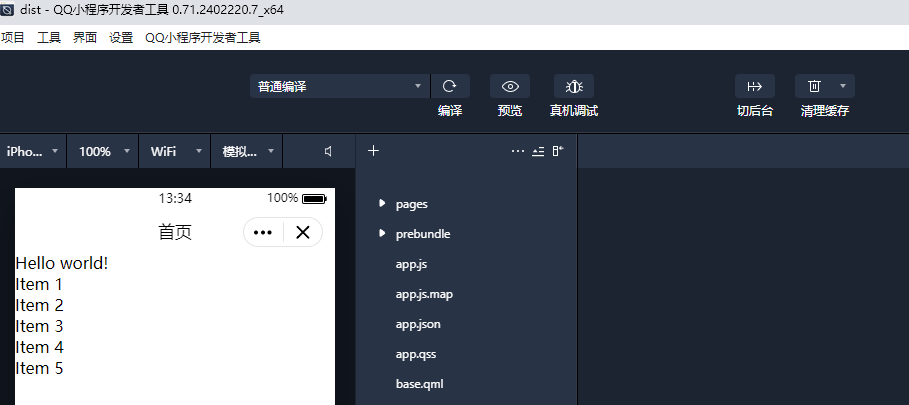 dist - QQ小程序开发者工具 0.71.2402220.7_x64
项目 工具 界面 设置 QQ小程序开发者工具
普通编译
编译 预览 真机调试 切后台 清理缓存
iPho... 100% WiFi 模拟...
13:34 100%
首页
Hello world!
Item 1
Item 2
Item 3
Item 4
Item 5
pages
prebundle
app.js
app.js.map
app.json
app.qss
base.qml